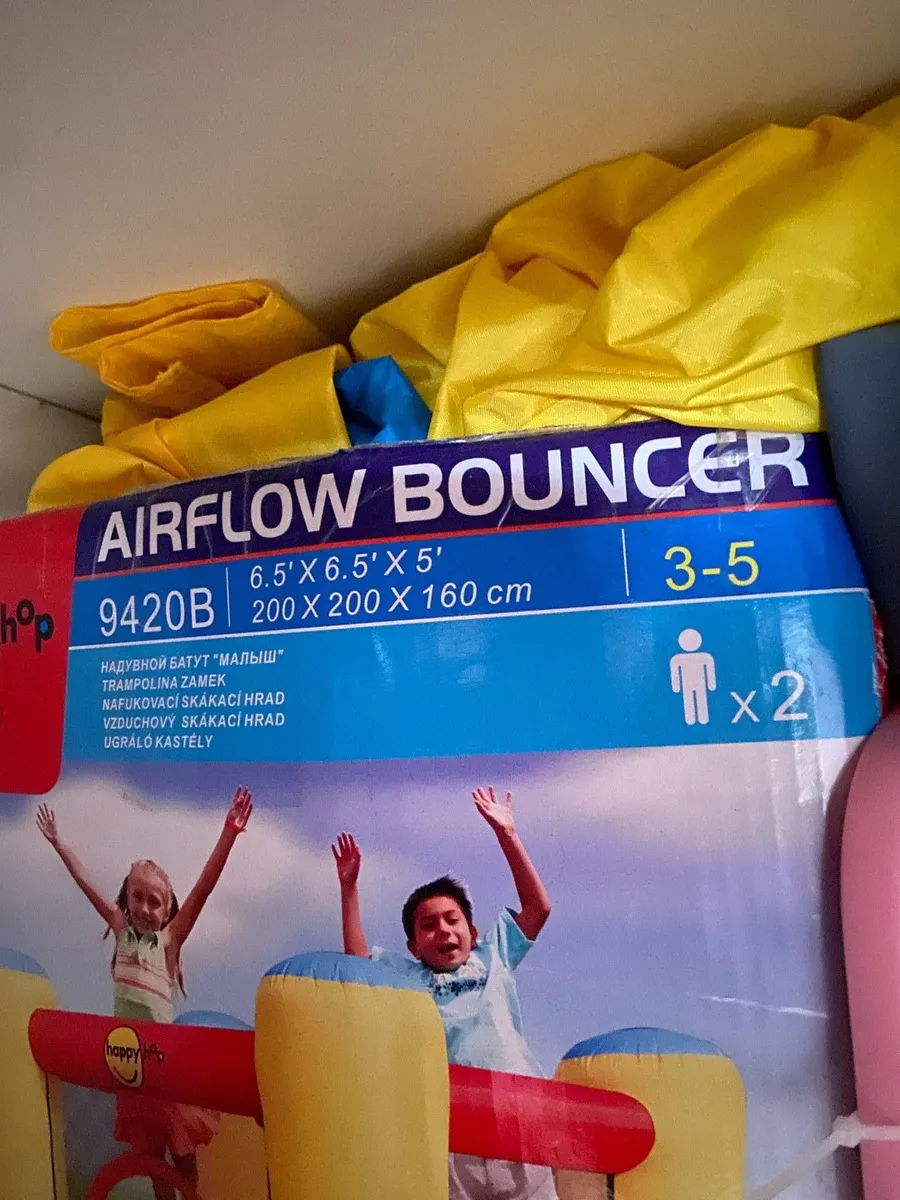 AIRFLOW BOUNCER
9420B
6.5' X 6.5' X 5'
200 X 200 X 160 cm
3-5
hop
НАДУВНОЙ БАТУТ "МАЛЫШ"
TRAMPOLINA ZAMEK
NAFUKOVACÍ SKÁKACÍ HRAD
VZDUCHOVÝ SKÁKACÍ HRAD
UGRÁLÓ KASTÉLY
x 2
happy hop